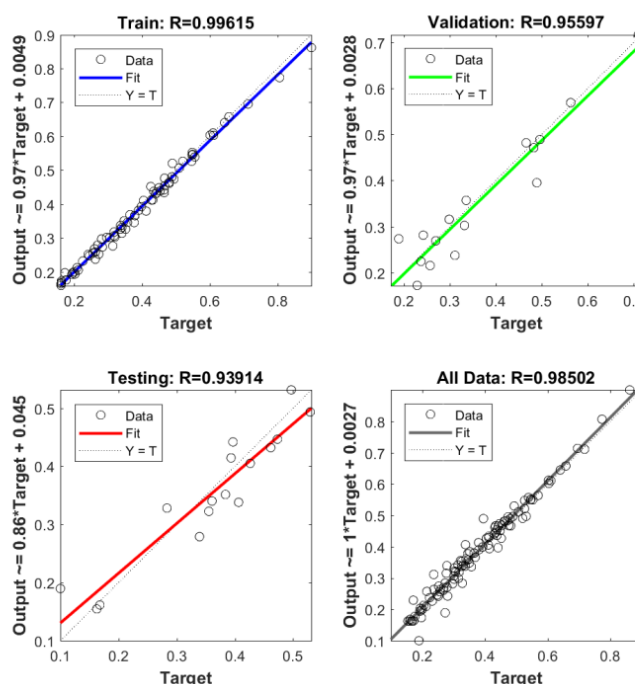 Train: R=0.99615
Output ~= 0.97*Target + 0.0049
0.9
0.8
0.7
0.6
0.5
0.4
0.3
0.2
Data
Fit
Y = T
0.2 0.4 0.6 0.8
Target
Validation: R=0.95597
Output ~= 0.97*Target + 0.0028
0.7
0.6
0.5
0.4
0.3
0.2
Data
Fit
Y = T
0.2 0.3 0.4 0.5 0.6
Target
Testing: R=0.93914
Output ~= 0.86*Target + 0.045
0.5
0.4
0.3
0.2
0.1
Data
Fit
Y = T
0.1 0.2 0.3 0.4 0.5
Target
All Data: R=0.98502
Output ~= 1*Target + 0.0027
0.8
0.7
0.6
0.5
0.4
0.3
0.2
0.1
Data
Fit
Y = T
0.2 0.4 0.6 0.8
Target